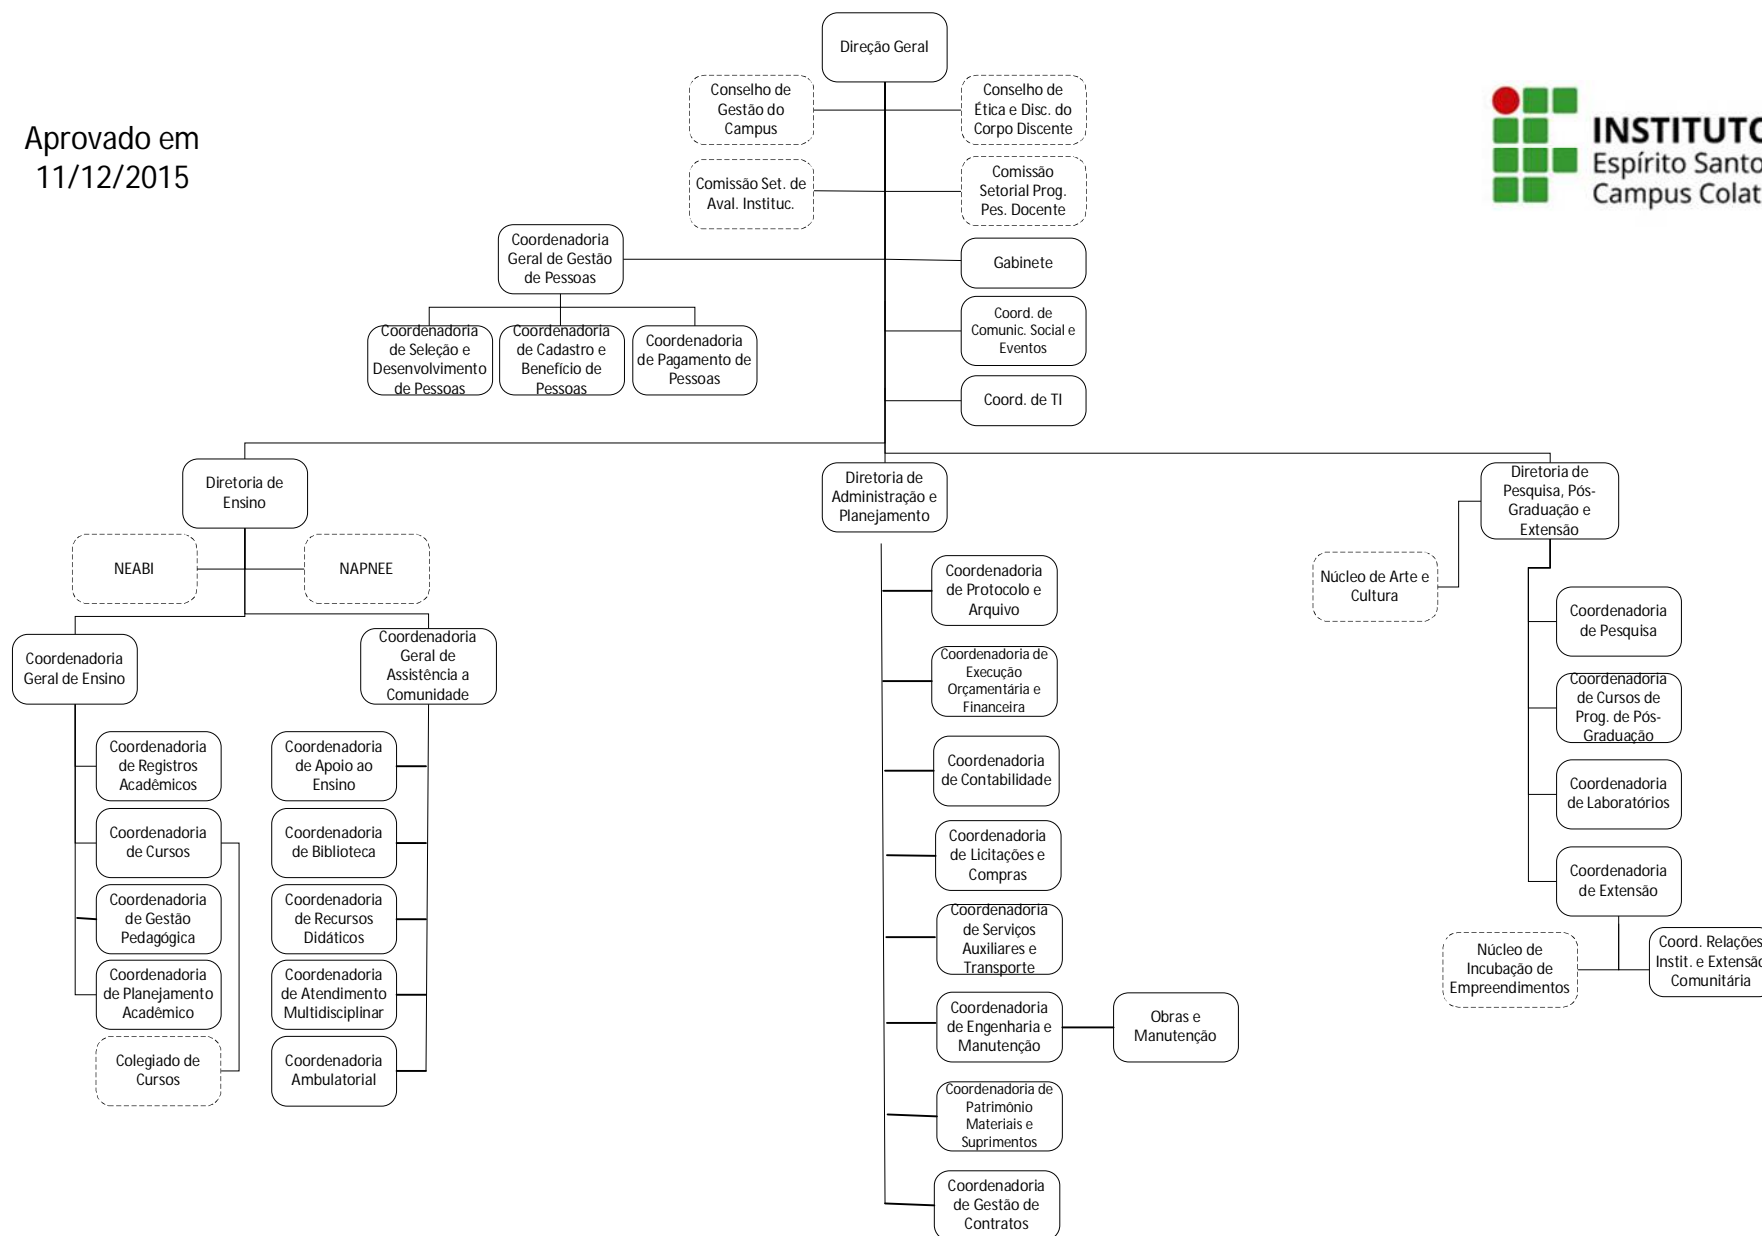 Direção Geral
Conselho de
Gestão do
Campus
Conselho de
Ética e Disc. do
Corpo Discente
Aprovado em
11/12/2015
INSTITUTO
Espírito Santo
Campus Colat
Comissão Set. de
Aval. Instituc.
Comissão
Setorial Prog.
Pes. Docente
Coordenadoria
Geral de Gestão
de Pessoas
Gabinete
Coord. de
Comunic. Social e
Eventos
Coordenadoria
de Seleção e
Desenvolvimento
de Pessoas
Coordenadoria
de Cadastro e
Benefício de
Pessoas
Coordenadoria
de Pagamento de
Pessoas
Coord. de TI
Diretoria de
Ensino
Diretoria de
Administração e
Planejamento
Diretoria de
Pesquisa, Pós-
Graduação e
Extensão
NEABI
NAPNEE
Núcleo de Arte e
Cultura
Coordenadoria
Geral de Ensino
Coordenadoria
Geral de
Assistência a
Comunidade
Coordenadoria
de Registros
Acadêmicos
Coordenadoria
de Cursos
Coordenadoria
de Gestão
Pedagógica
Coordenadoria
de Planejamento
Acadêmico
Colegiado de
Cursos
Coordenadoria
de Apoio ao
Ensino
Coordenadoria
de Biblioteca
Coordenadoria
de Recursos
Didáticos
Coordenadoria
de Atendimento
Multidisciplinar
Coordenadoria
Ambulatorial
Coordenadoria
de Protocolo e
Arquivo
Coordenadoria de
Execução
Orçamentária e
Financeira
Coordenadoria
de Contabilidade
Coordenadoria
de Licitações e
Compras
Coordenadoria
de Serviços
Auxiliares e
Transporte
Coordenadoria
de Engenharia e
Manutenção
Obras e
Manutenção
Coordenadoria de
Patrimônio
Materiais e
Suprimentos
Coordenadoria
de Gestão de
Contratos
Coordenadoria
de Pesquisa
Coordenadoria
de Cursos de
Prog. de Pós-
Graduação
Coordenadoria
de Laboratórios
Coordenadoria
de Extensão
Núcleo de
Incubação de
Empreendimentos
Coord. Relações
Instit. e Extensão
Comunitária